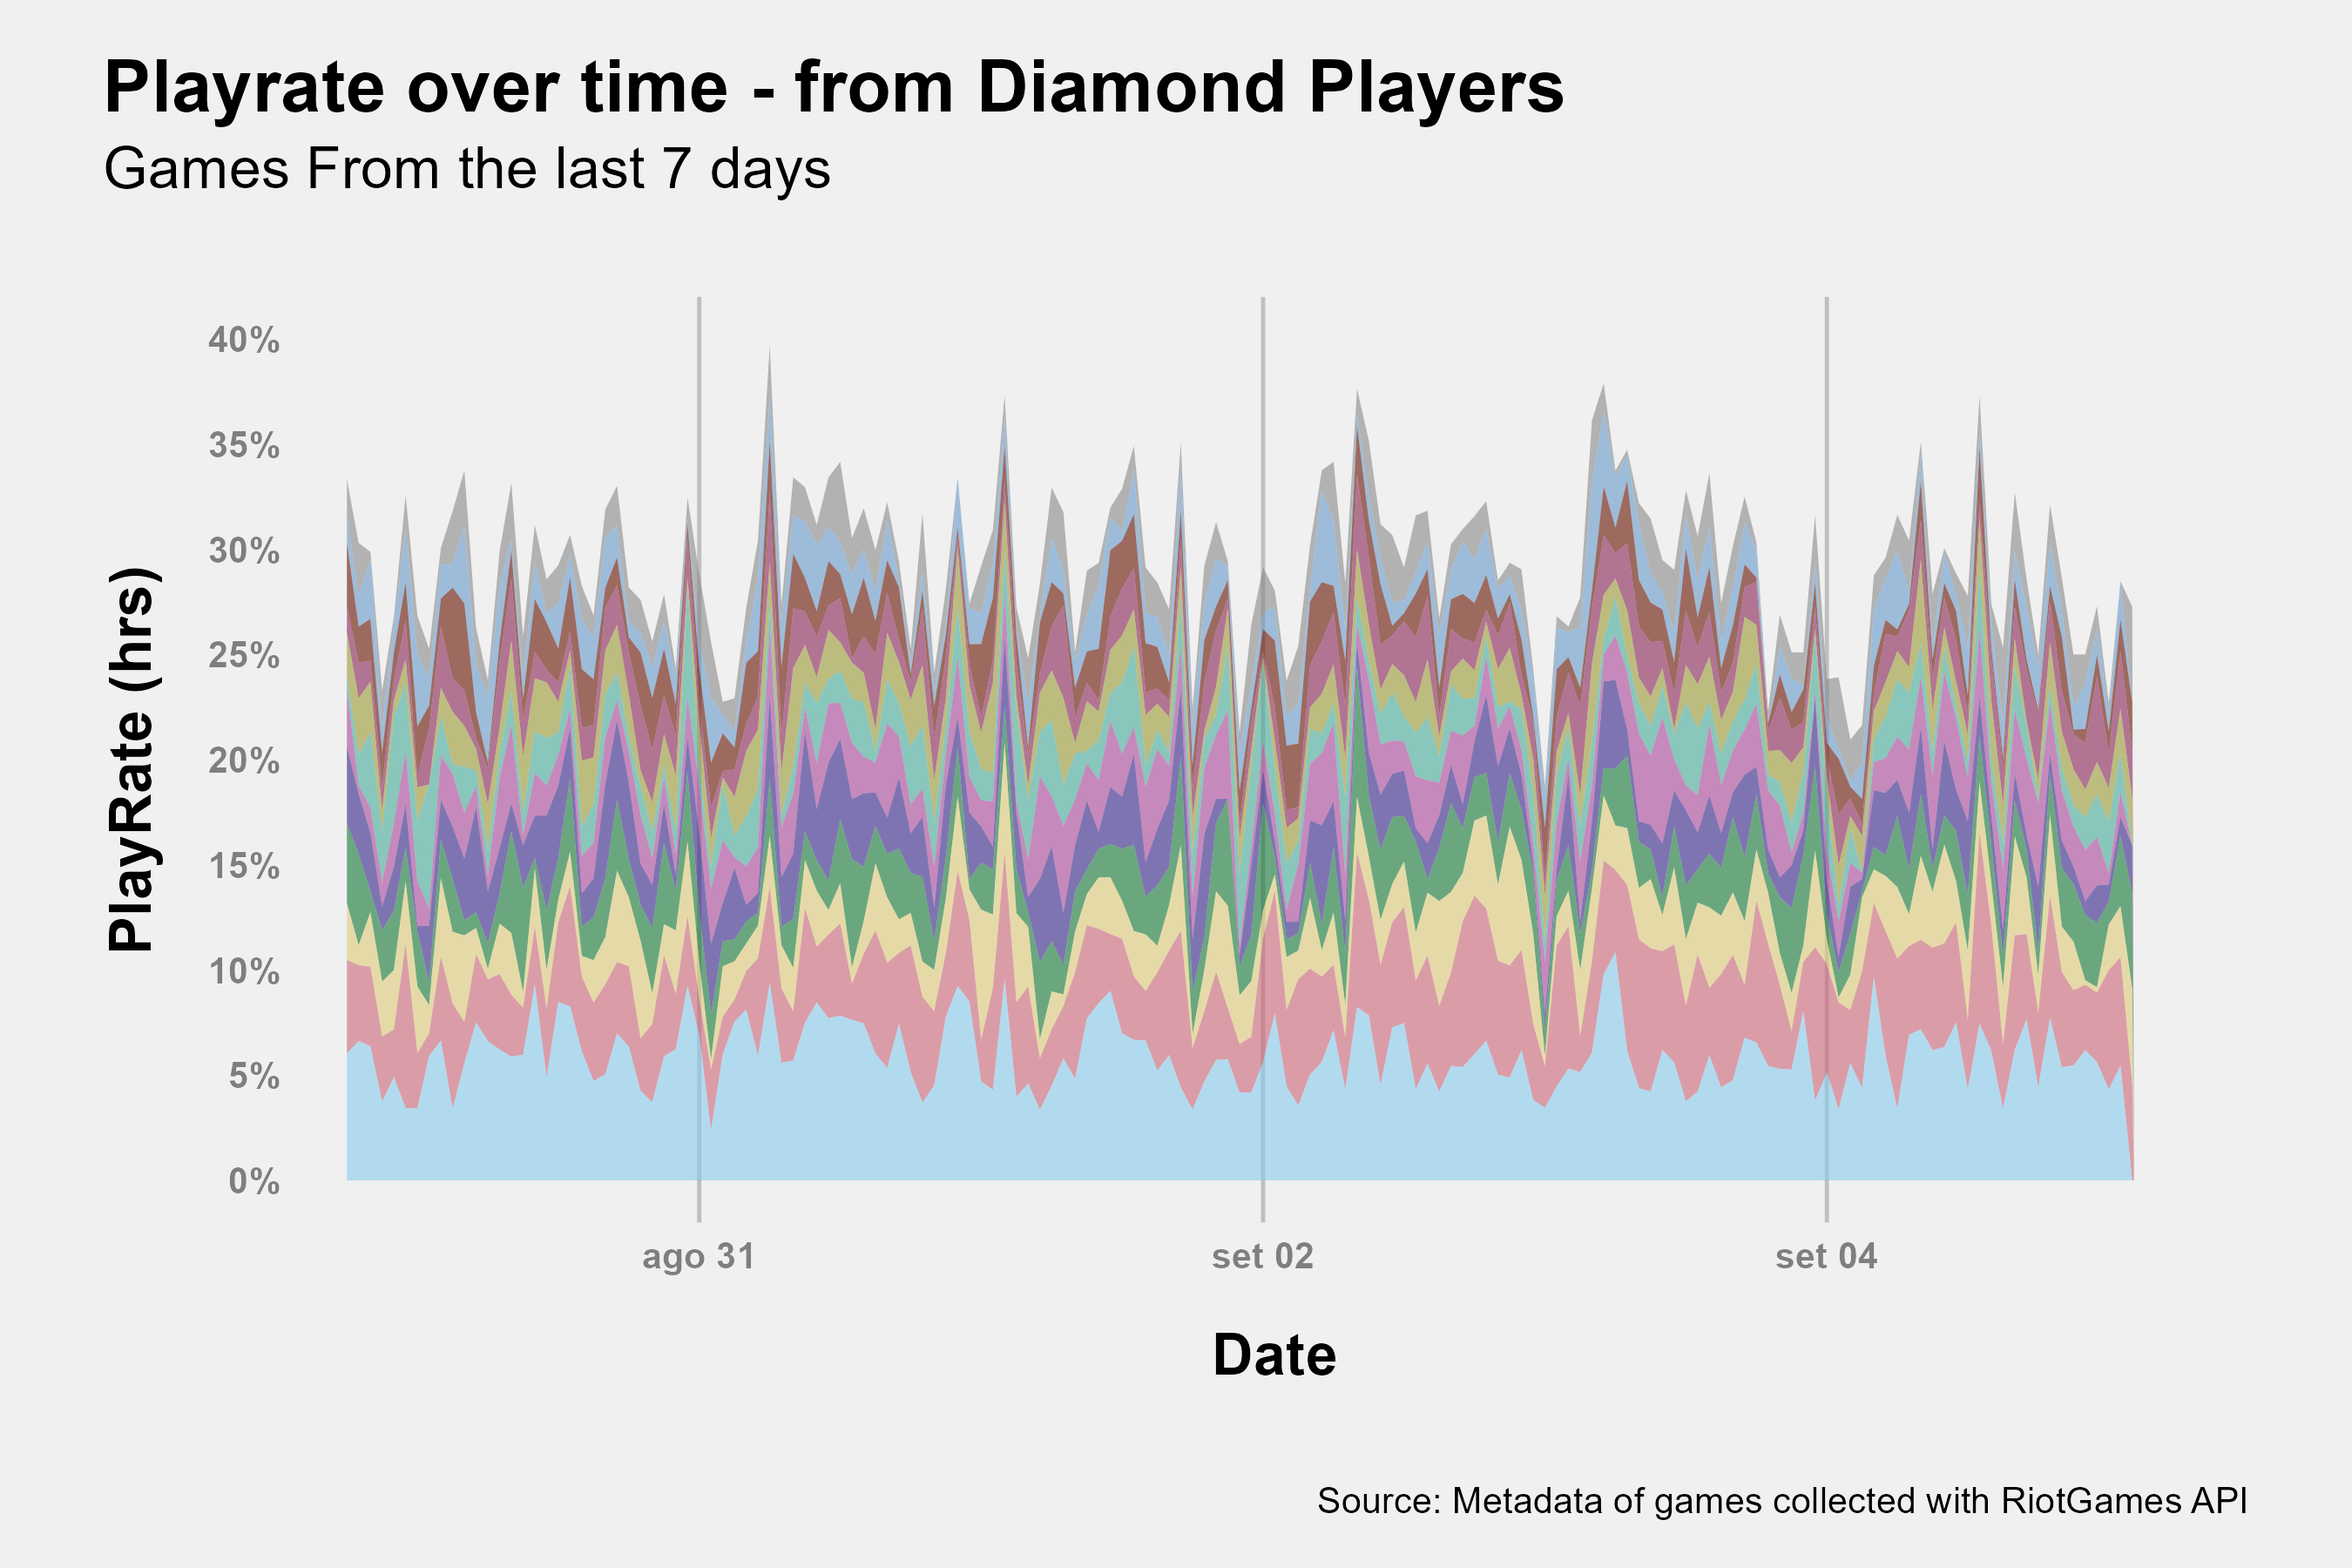 Playrate over time - from Diamond Players
Games From the last 7 days
PlayRate (hrs)
40%
35%
30%
25%
20%
15%
10%
5%
0%
ago 31
set 02
set 04
Date
Source: Metadata of games collected with RiotGames API